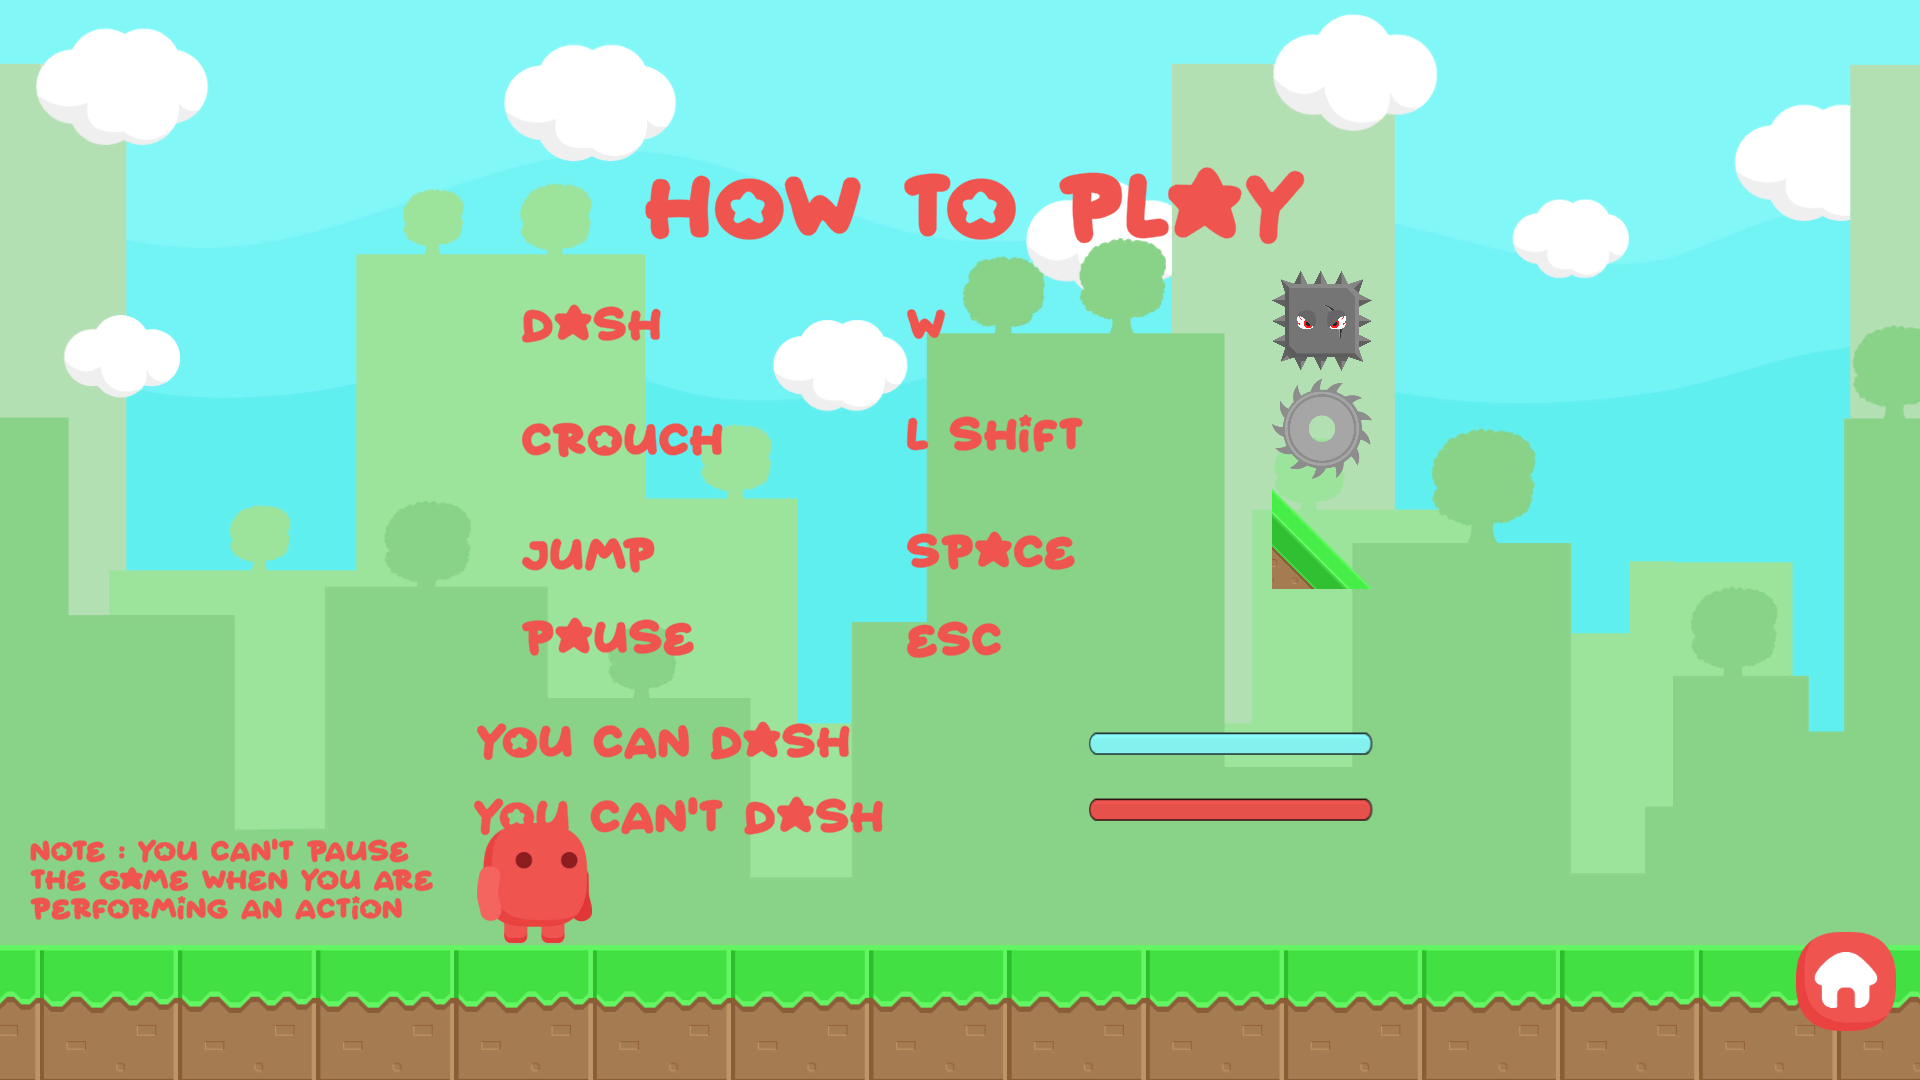 HOW TO PLAY
DASH W
CROUCH L SHIFT
JUMP SPACE
PAUSE ESC
YOU CAN DASH
YOU CAN'T DASH
NOTE : YOU CAN'T PAUSE
THE GAME WHEN YOU ARE
PERFORMING AN ACTION